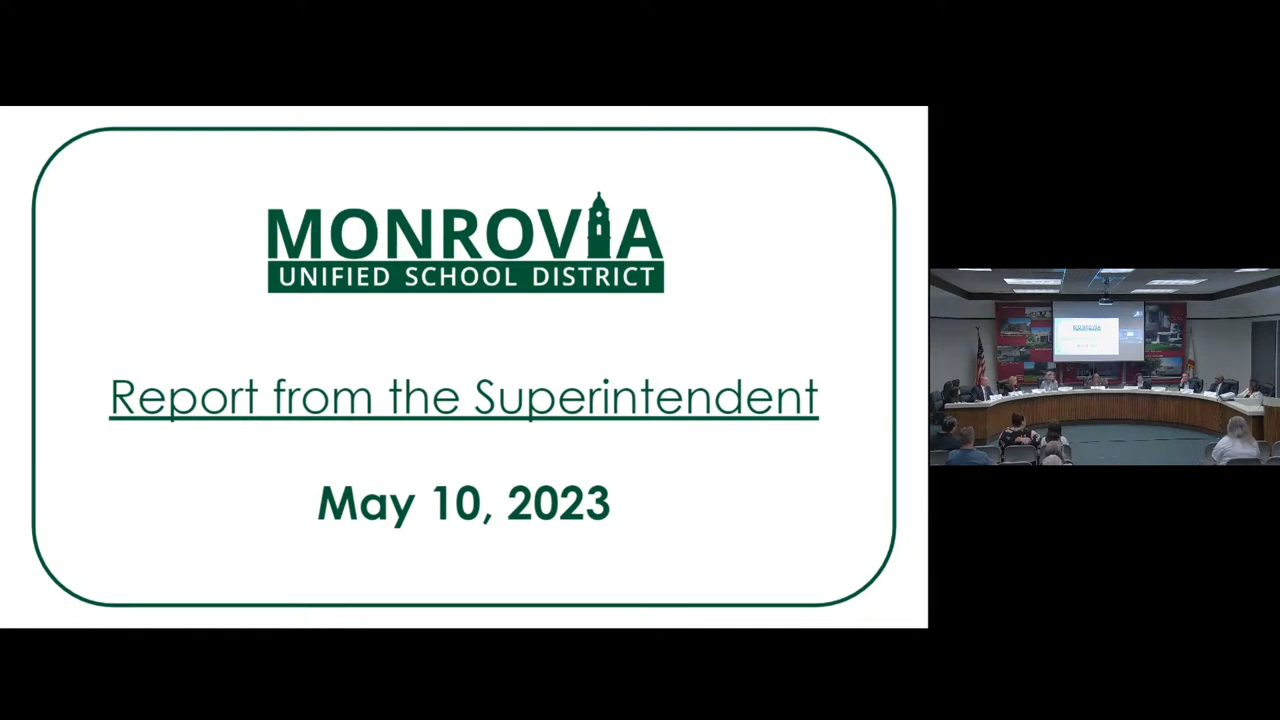 MONROVIA
UNIFIED SCHOOL DISTRICT
Report from the Superintendent
May 10, 2023